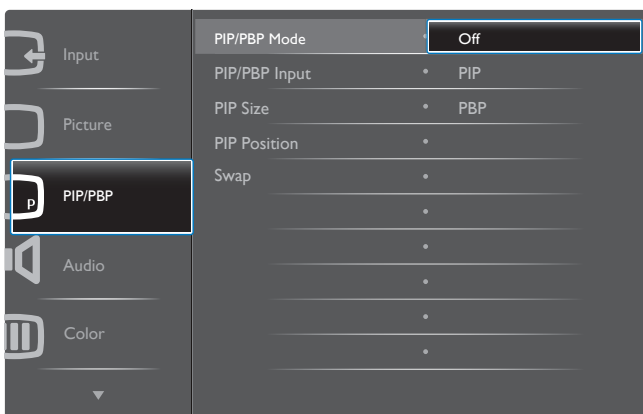 Input
Picture
P
PIP/PBP
Audio
Color
PIP/PBP Mode
PIP/PBP Input
PIP Size
PIP Position
Swap
Off
PIP
PBP